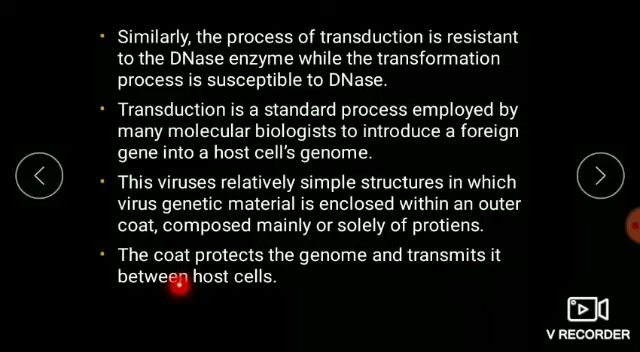 • Similarly, the process of transduction is resistant
to the DNase enzyme while the transformation
process is susceptible to DNase.
• Transduction is a standard process employed by
many molecular biologists to introduce a foreign
gene into a host cell's genome.
• This viruses relatively simple structures in which
virus genetic material is enclosed within an outer
coat, composed mainly or solely of protiens.
• The coat protects the genome and transmits it
between host cells.
V RECORDER